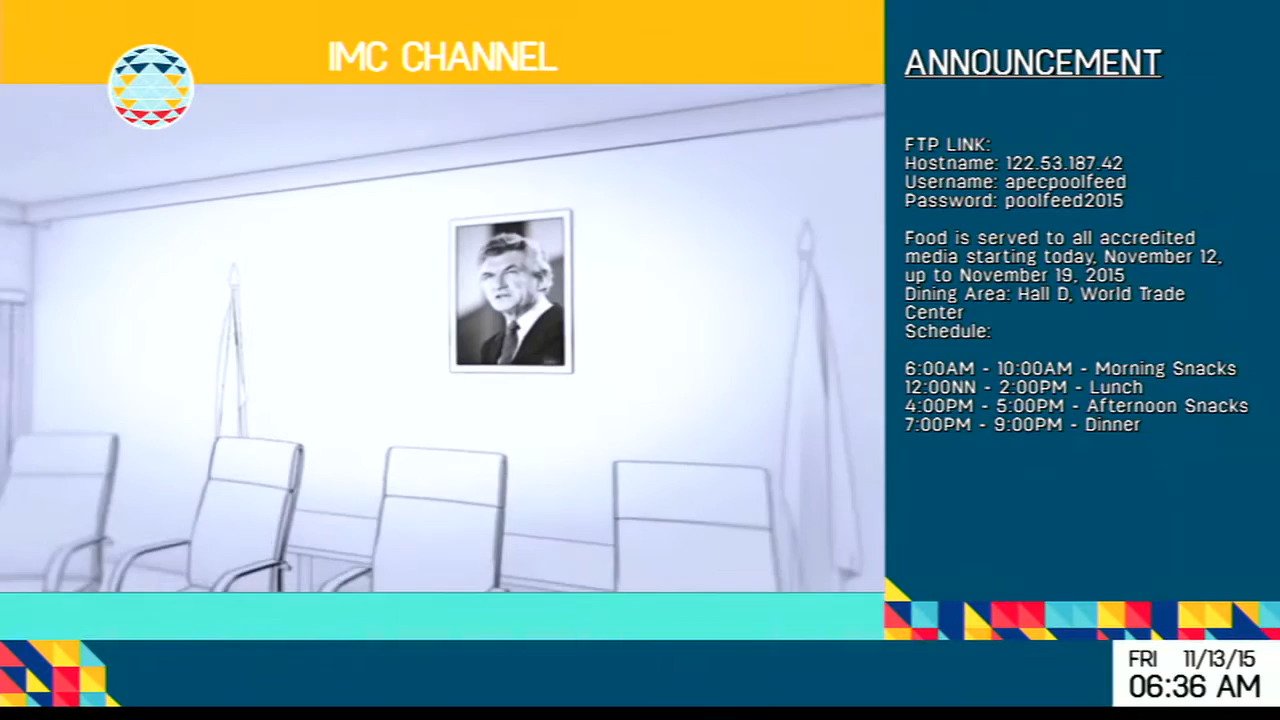 IMC CHANNEL
ANNOUNCEMENT
FTP LINK:
Hostname: 122.53.187.42
Username: apecpoolfeed
Password: poolfeed2015
Food is served to all accredited
media starting today, November 12,
up to November 19, 2015
Dining Area: Hall D, World Trade
Center
Schedule:
6:00AM - 10:00AM - Morning Snacks
12:00NN - 2:00PM - Lunch
4:00PM - 5:00PM - Afternoon Snacks
7:00PM - 9:00PM - Dinner
FRI 11/13/15
06:36 AM